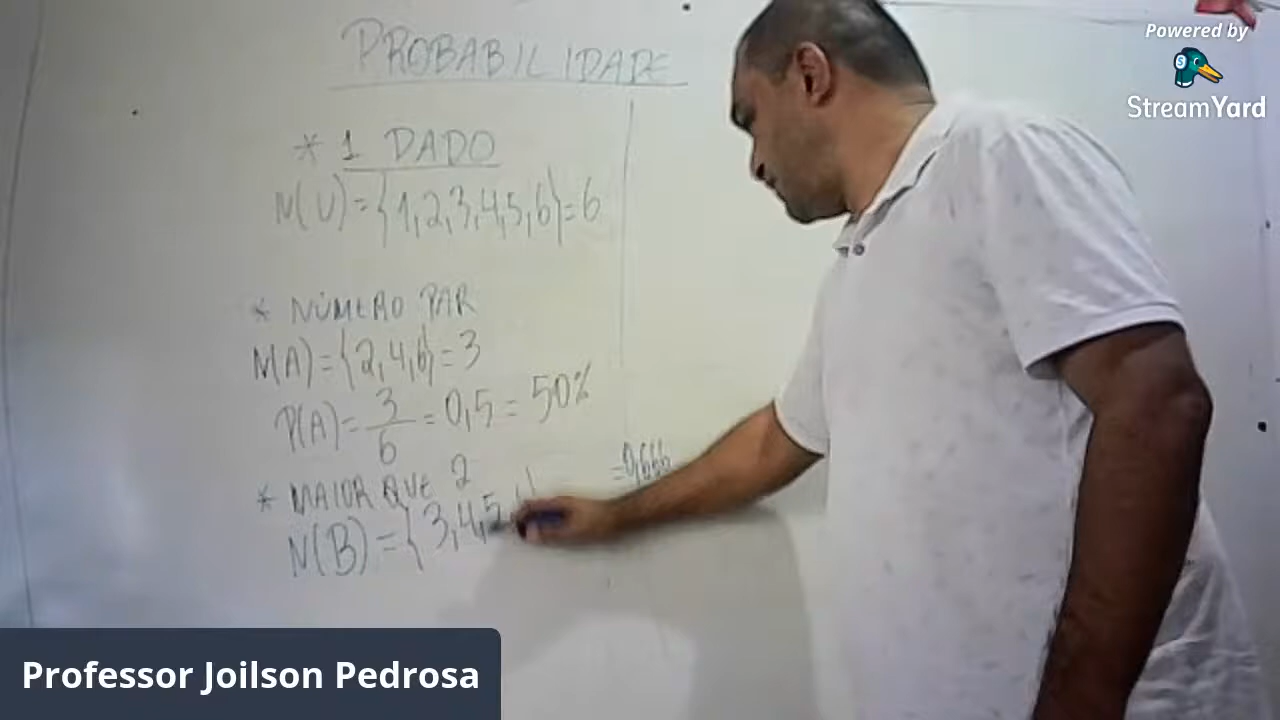 PROBABILIDADE
* 1 DADO
N(U)={1,2,3,4,5,6}=6
* NÚMERO PAR
N(A)={2,4,6}=3
P(A)=3/6=0,5=50%
* MAIOR QUE 2
N(B)={3,4,5
=0,666
Powered by
StreamYard
Professor Joilson Pedrosa